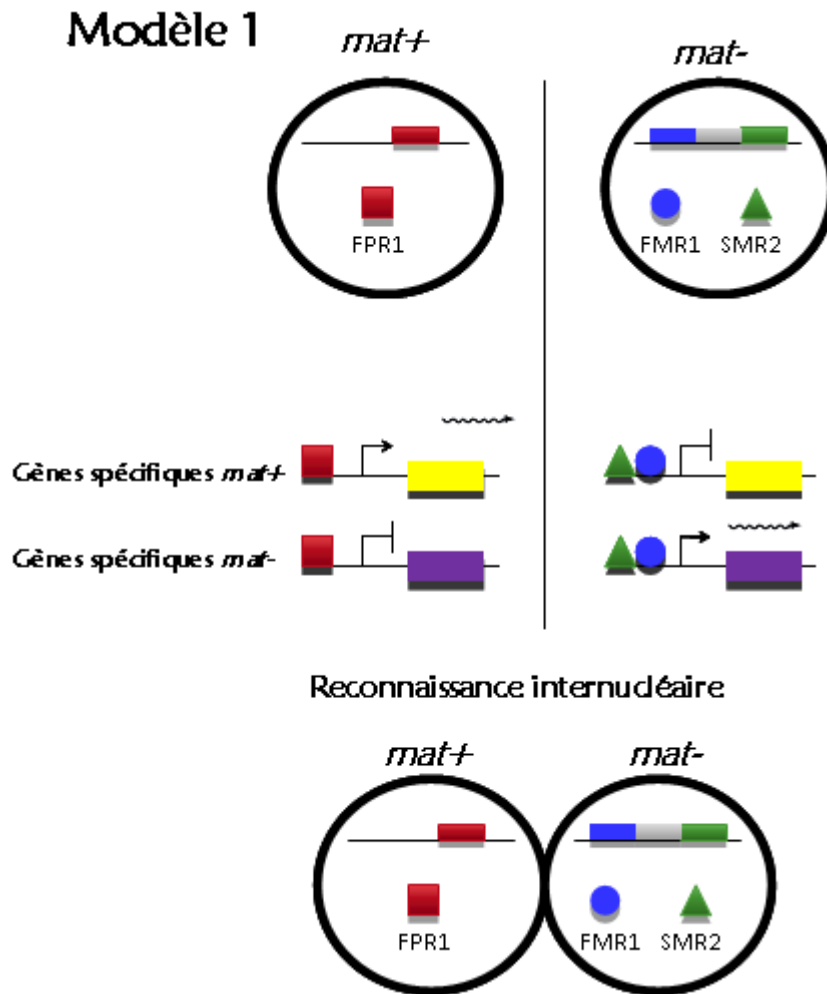 Modèle 1
mat+
mat-
FPR1
FMR1 SMR2
Gènes spécifiques mat+
Gènes spécifiques mat-
Reconnaissance internucléaire
mat+
mat-
FPR1
FMR1 SMR2